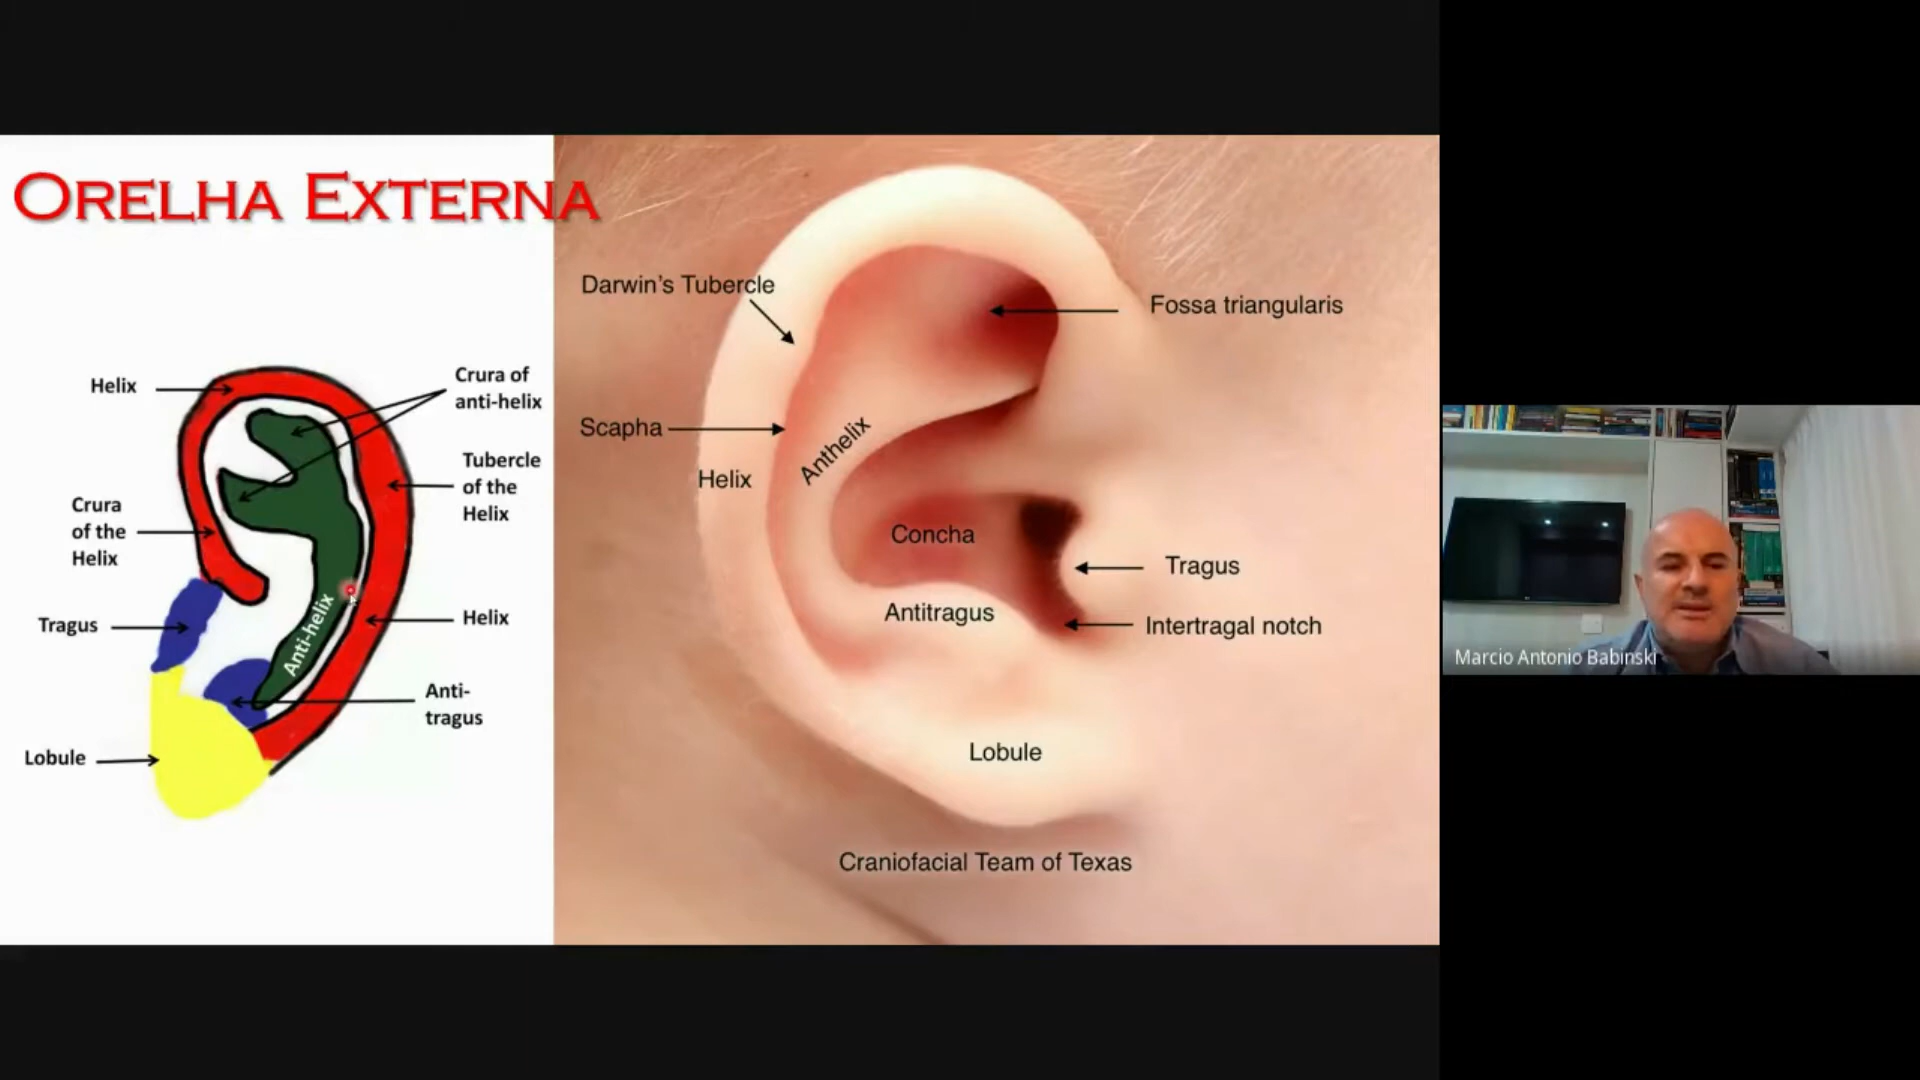 ORELHA EXTERNA
Helix
Crura of
anti-helix
Tubercle
of the
Helix
Crura
of the
Helix
Anti-helix
Helix
Tragus
Anti-
tragus
Lobule
Darwin's Tubercle
Fossa triangularis
Scapha
Anthelix
Helix
Concha
Tragus
Antitragus
Intertragal notch
Lobule
Craniofacial Team of Texas
Marcio Antonio Babinski